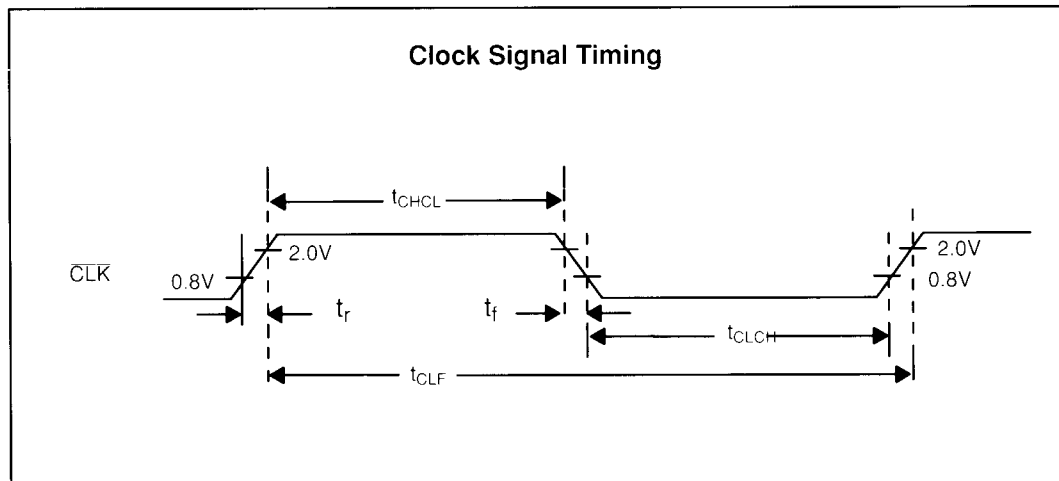 Clock Signal Timing
tCHCL
CLK
0.8V
2.0V
2.0V
0.8V
tr
tf
tCLCH
tCLF